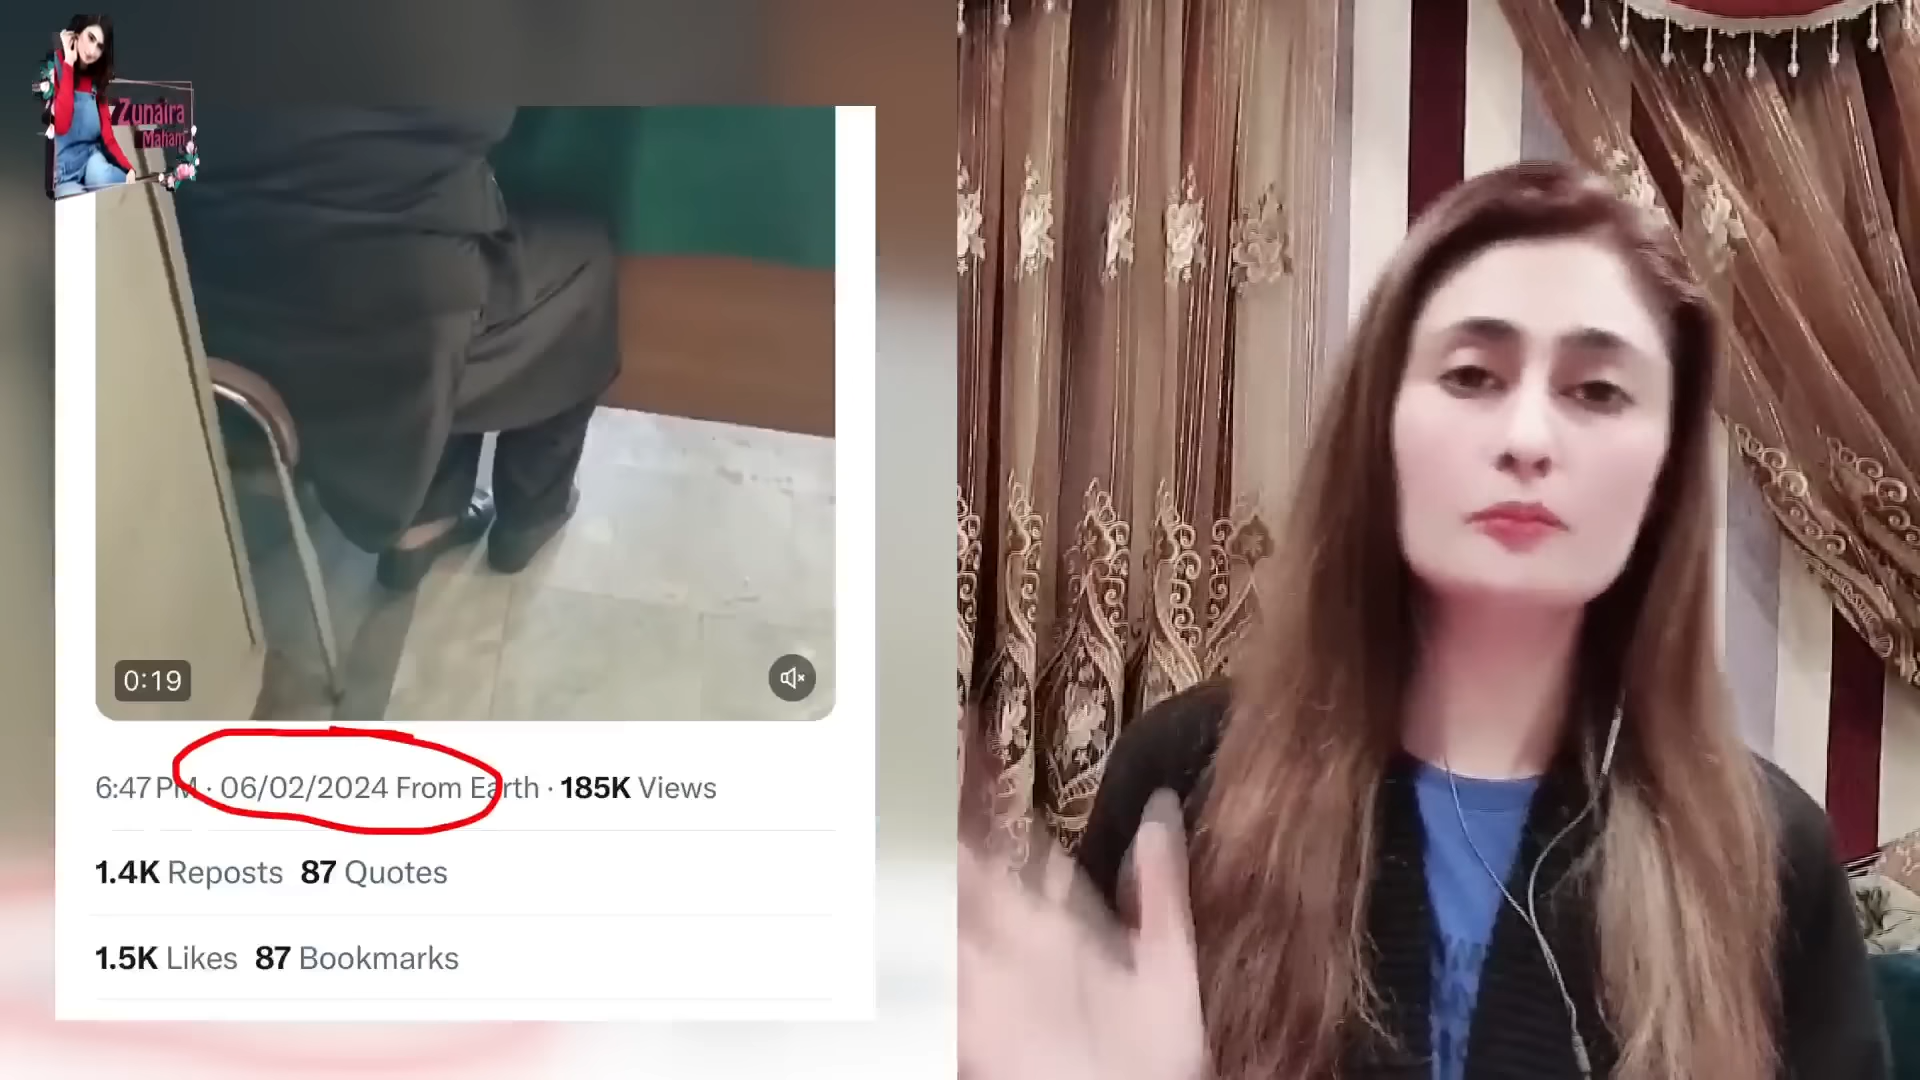 Zunaira
Maham
0:19
6:47 PM · 06/02/2024 From Earth · 185K Views
1.4K Reposts 87 Quotes
1.5K Likes 87 Bookmarks